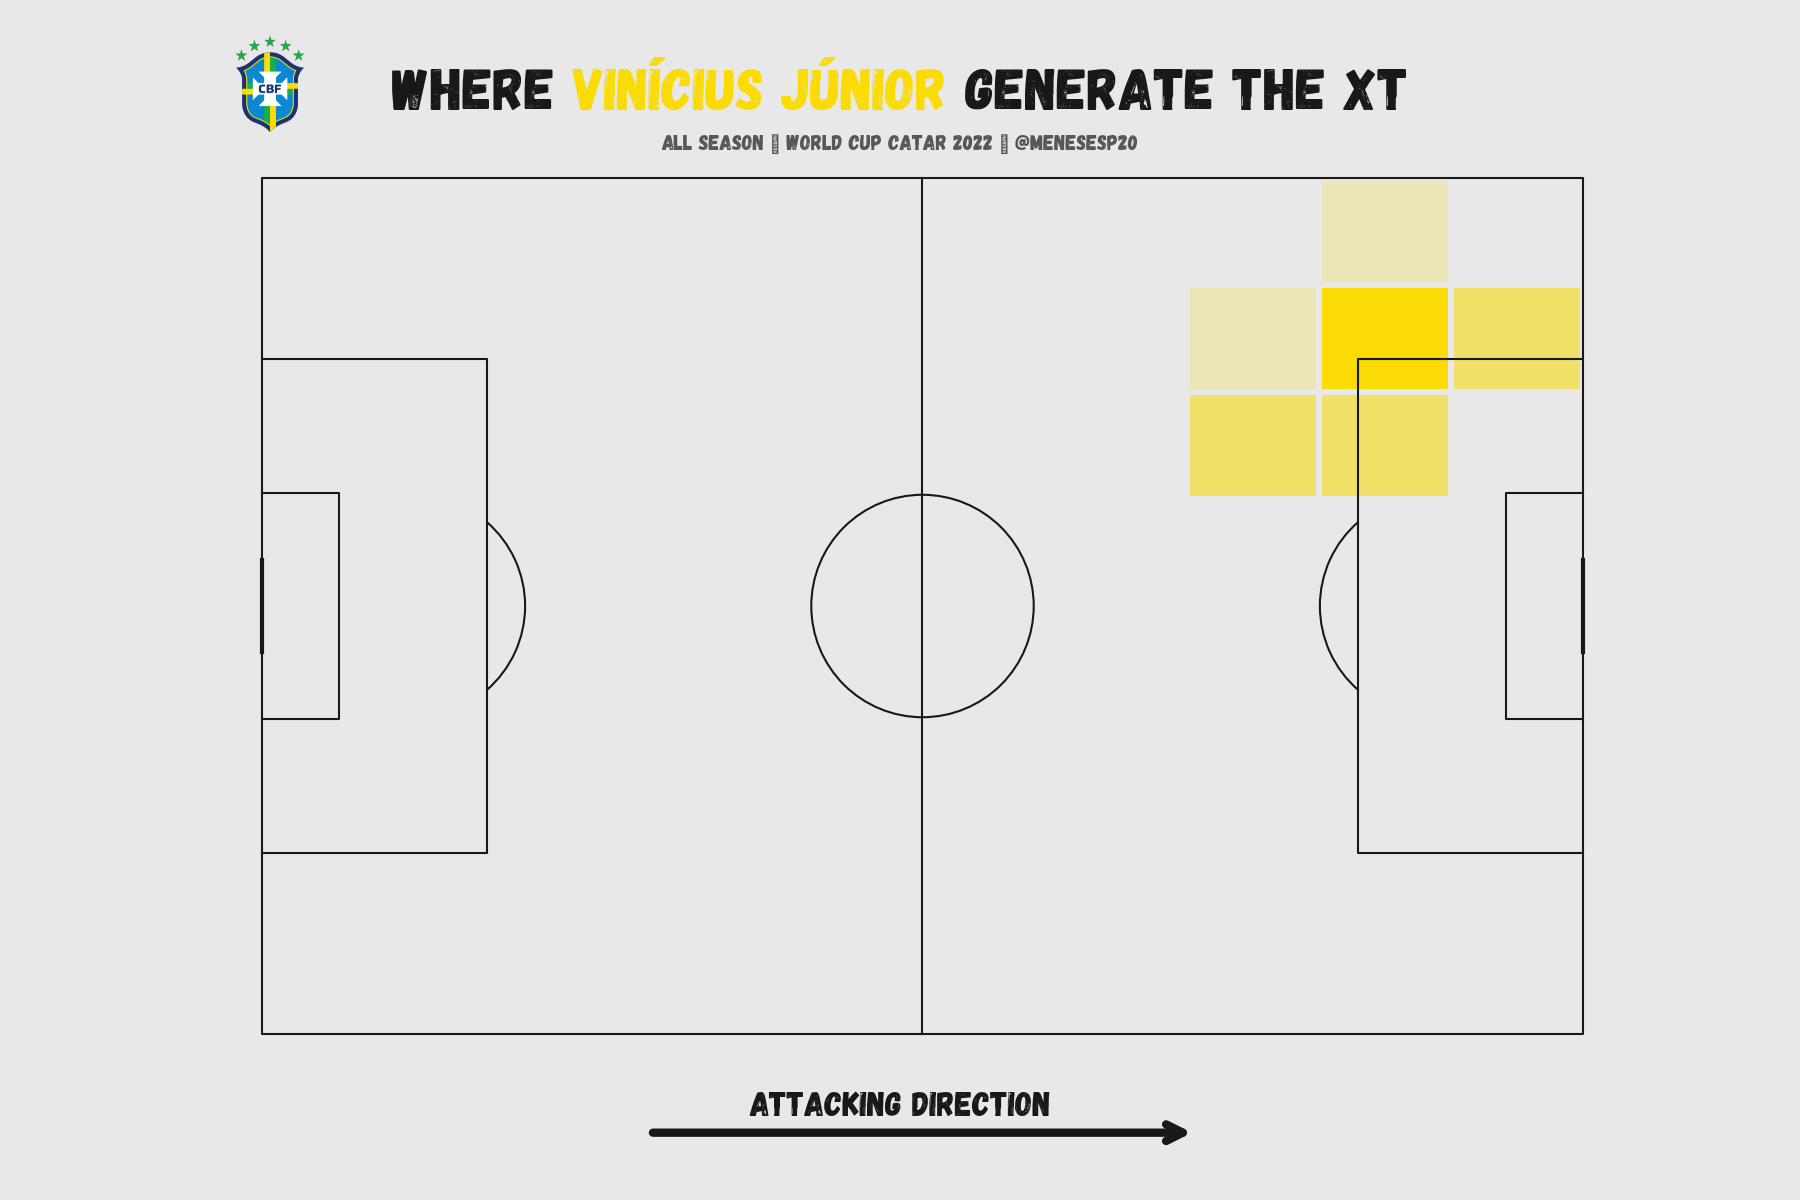 CBF
WHERE VINÍCIUS JÚNIOR GENERATE THE XT
ALL SEASON ▯ WORLD CUP CATAR 2022 ▯ @MENESESP20
ATTACKING DIRECTION